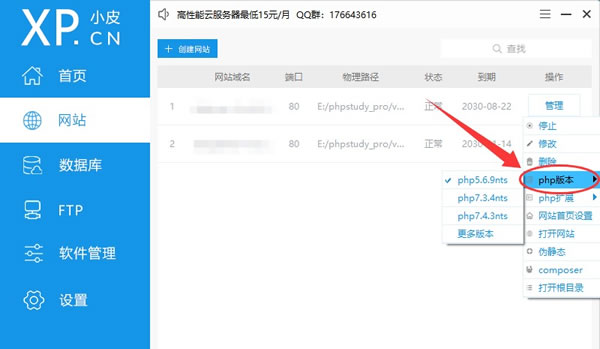 XP.CN 小皮
高性能云服务器最低15元/月 QQ群：176643616
首页
网站
数据库
FTP
软件管理
设置
+ 创建网站
查找
网站域名 端口 物理路径 状态 到期 操作
1 80 E:/phpstudy_pro/v... 正常 2030-08-22 管理
2 80 E:/phpstudy_pro/v... 正常 -14
停止
修改
删除
php版本
php扩展
网站首页设置
打开网站
伪静态
composer
打开根目录
php5.6.9nts
php7.3.4nts
php7.4.3nts
更多版本